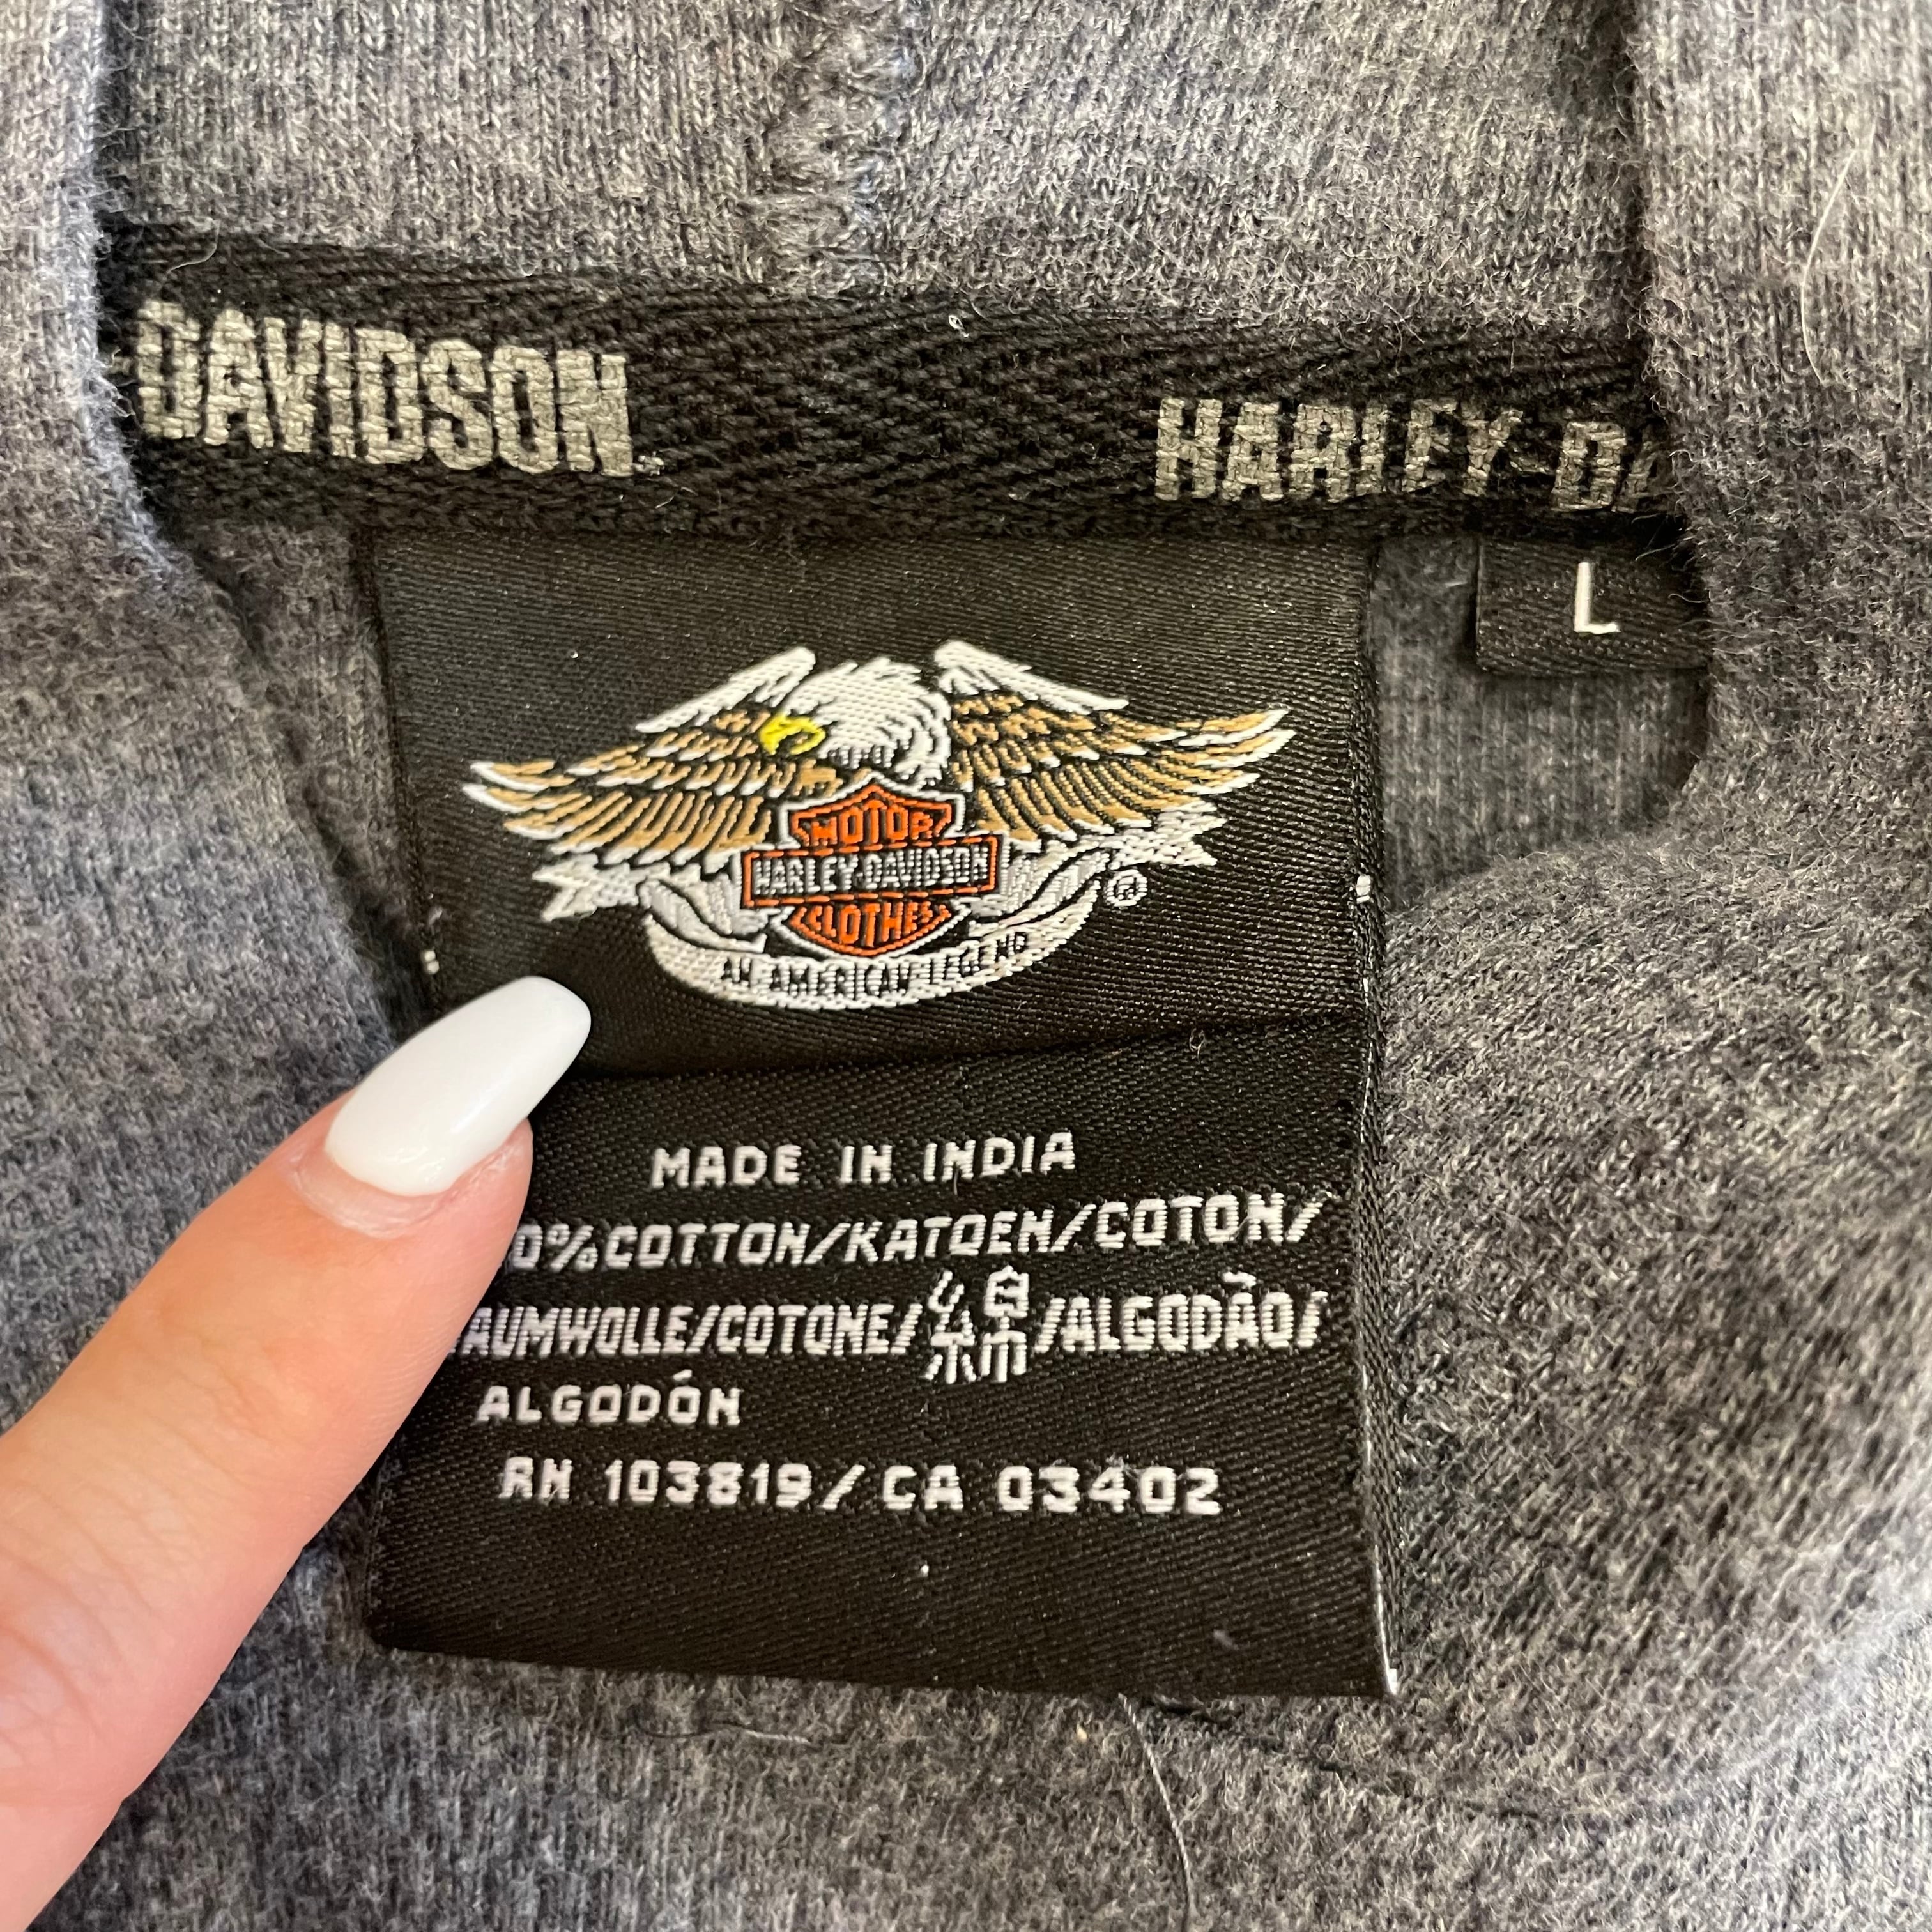 DAVIDSON.
HARLEY-DA
L
MOTOR
HARLEY-DAVIDSON
CLOTHES
®
AN AMERICAN LEGEND
MADE IN INDIA
0%COTTON/KATOEN/COTON/
AUMWOLLE/COTONE/綿/ALGODÃO/
ALGODÓN
RN 103819/CA 03402